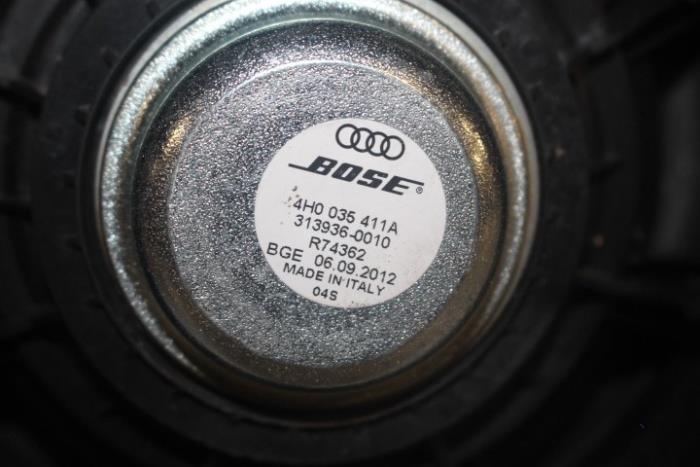 BOSE®
4H0 035 411A
313936-0010
R74362
BGE 06.09.2012
MADE IN ITALY
04S